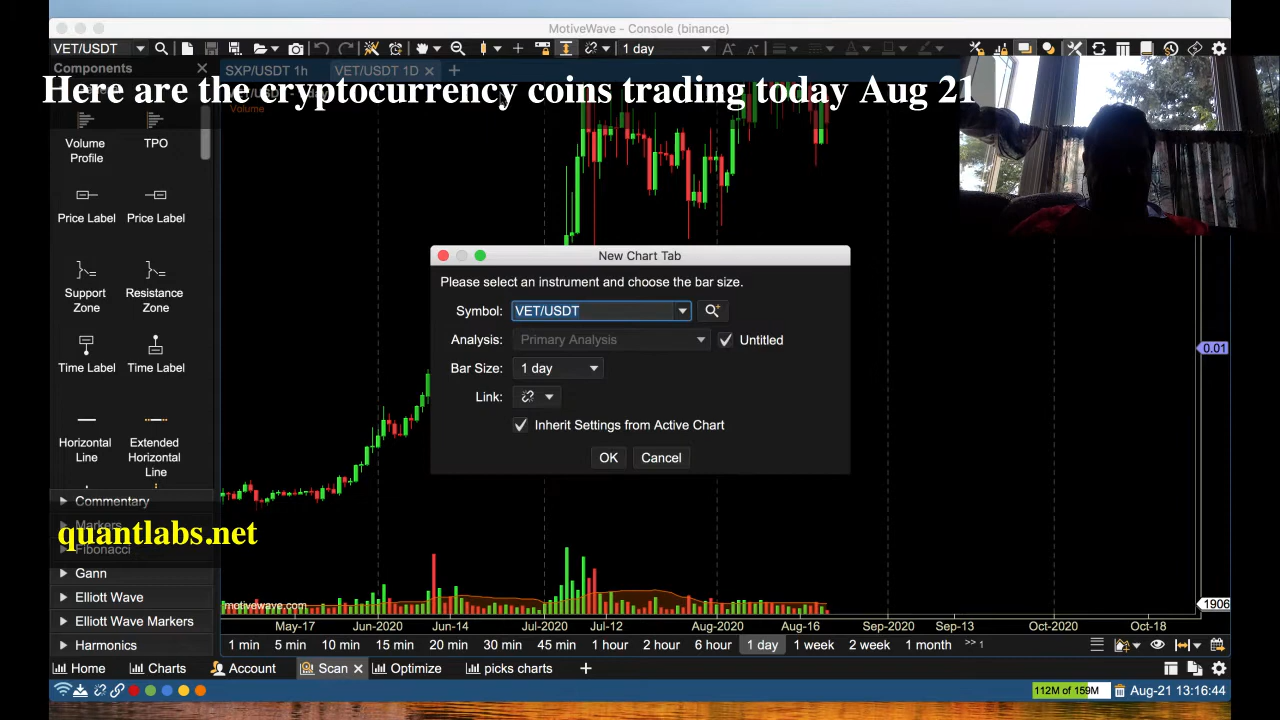 MotiveWave - Console (binance)
VET/USDT
1 day
Components
SXP/USDT 1h
VET/USDT 1D
Here are the cryptocurrency coins trading today Aug 21
Volume
Volume
Profile
TPO
Price Label
Price Label
Support
Zone
Resistance
Zone
Time Label
Time Label
Horizontal
Line
Extended
Horizontal
Line
Commentary
Markers
quantlabs.net
Fibonacci
Gann
Elliott Wave
Elliott Wave Markers
Harmonics
New Chart Tab
Please select an instrument and choose the bar size.
Symbol: VET/USDT
Analysis: Primary Analysis Untitled
Bar Size: 1 day
Link:
Inherit Settings from Active Chart
OK Cancel
0.01
1906
motivewave.com
May-17 Jun-2020 Jun-14 Jul-2020 Jul-12 Aug-2020 Aug-16 Sep-2020 Sep-13 Oct-2020 Oct-18
1 min 5 min 10 min 15 min 20 min 30 min 45 min 1 hour 2 hour 6 hour 1 day 1 week 2 week 1 month >> 1
Home Charts Account Scan Optimize picks charts
112M of 159M Aug-21 13:16:44